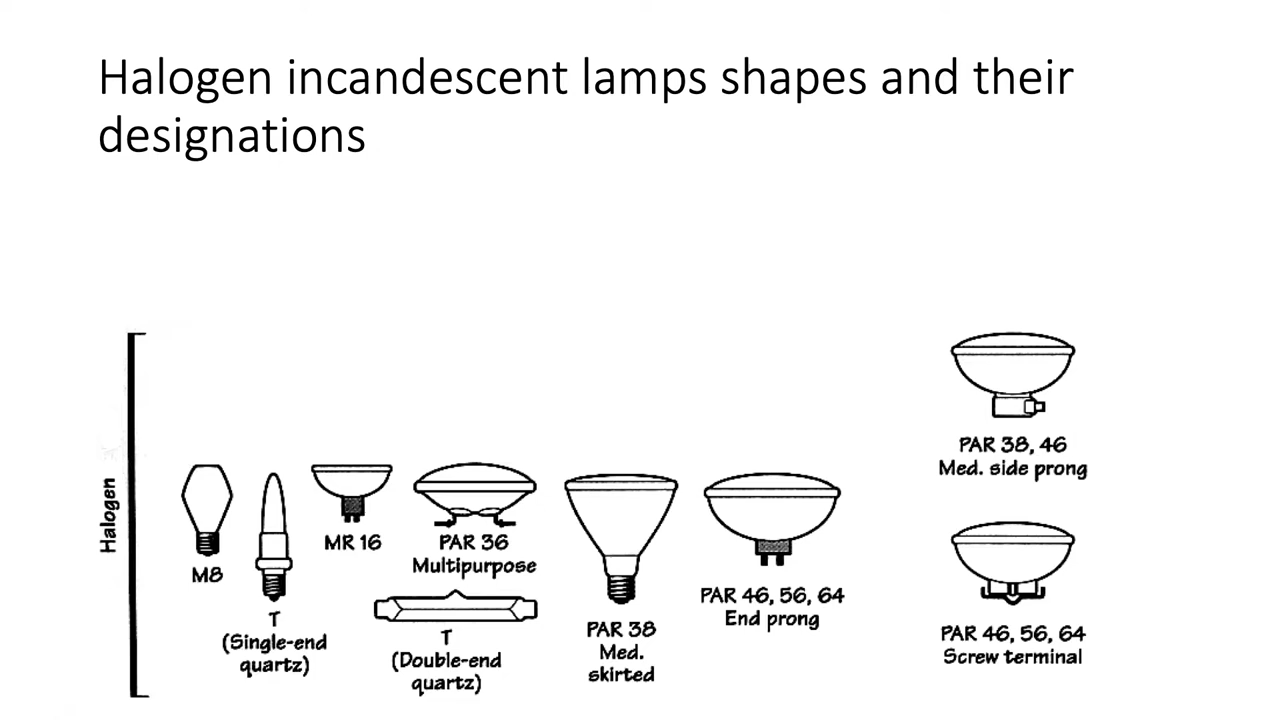 Halogen incandescent lamps shapes and their
designations
Halogen
M8
T
(Single-end
quartz)
MR 16
PAR 36
Multipurpose
T
(Double-end
quartz)
PAR 38
Med.
skirted
PAR 46, 56, 64
End prong
PAR 38, 46
Med. side prong
PAR 46, 56, 64
Screw terminal